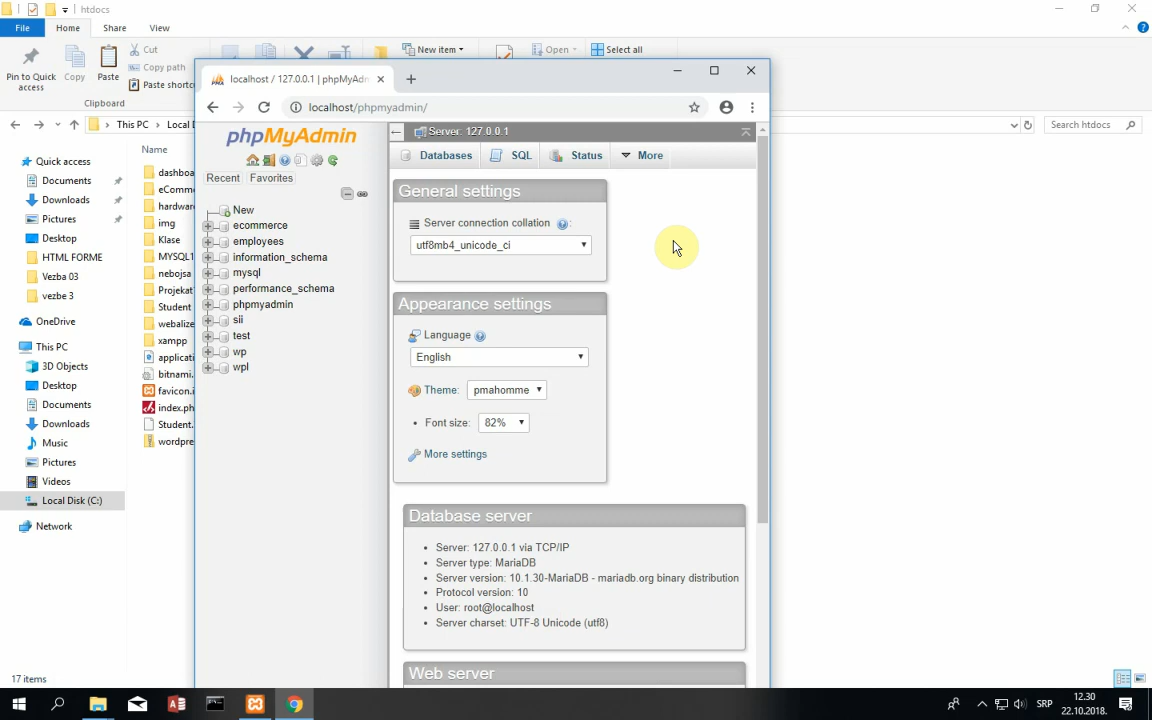 htdocs
File Home Share View
Pin to Quick access
Copy
Paste
Cut
Copy path
Paste shortc
Clipboard
New item
Open
Select all
This PC Local
Search htdocs
Quick access
Documents
Downloads
Pictures
Desktop
HTML FORME
Vezba 03
vezbe 3
OneDrive
This PC
3D Objects
Desktop
Documents
Downloads
Music
Pictures
Videos
Local Disk (C:)
Network
17 items
Name
dashboa
eComme
hardwar
img
Klase
MYSQL1
nebojsa
Projekat
Student
webalize
xampp
applicati
bitnami.
favicon.i
index.ph
Student.
wordpre
localhost / 127.0.0.1 | phpMyAdn
localhost/phpmyadmin/
phpMyAdmin
Recent Favorites
New
ecommerce
employees
information_schema
mysql
performance_schema
phpmyadmin
sii
test
wp
wpl
Server: 127.0.0.1
Databases SQL Status More
General settings
Server connection collation :
utf8mb4_unicode_ci
Appearance settings
Language
English
Theme: pmahomme
Font size: 82%
More settings
Database server
Server: 127.0.0.1 via TCP/IP
Server type: MariaDB
Server version: 10.1.30-MariaDB - mariadb.org binary distribution
Protocol version: 10
User: root@localhost
Server charset: UTF-8 Unicode (utf8)
Web server
SRP
12.30
22.10.2018.